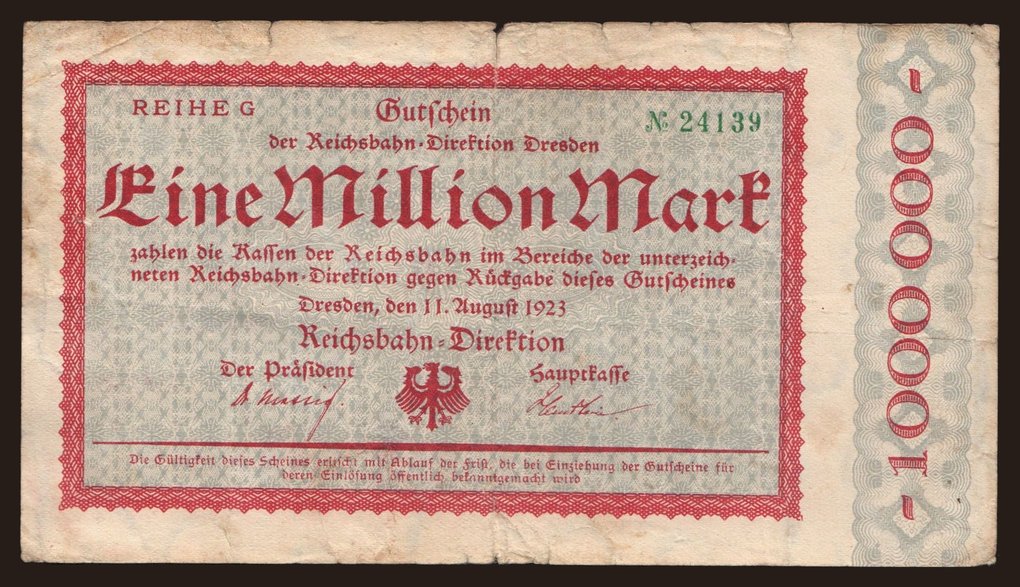 REIHE G
Gutschein
№ 24139
der Reichsbahn-Direktion Dresden
Eine Million Mark
zahlen die Kassen der Reichsbahn im Bereiche der unterzeich-
neten Reichsbahn-Direktion gegen Rückgabe dieses Gutscheines
Dresden, den 11. August 1923
Reichsbahn-Direktion
Der Präsident
Hauptkasse
Die Gültigkeit dieses Scheines erlischt mit Ablauf der Frist, die bei Einziehung der Gutscheine für
deren Einlösung öffentlich bekanntgemacht wird
1000000